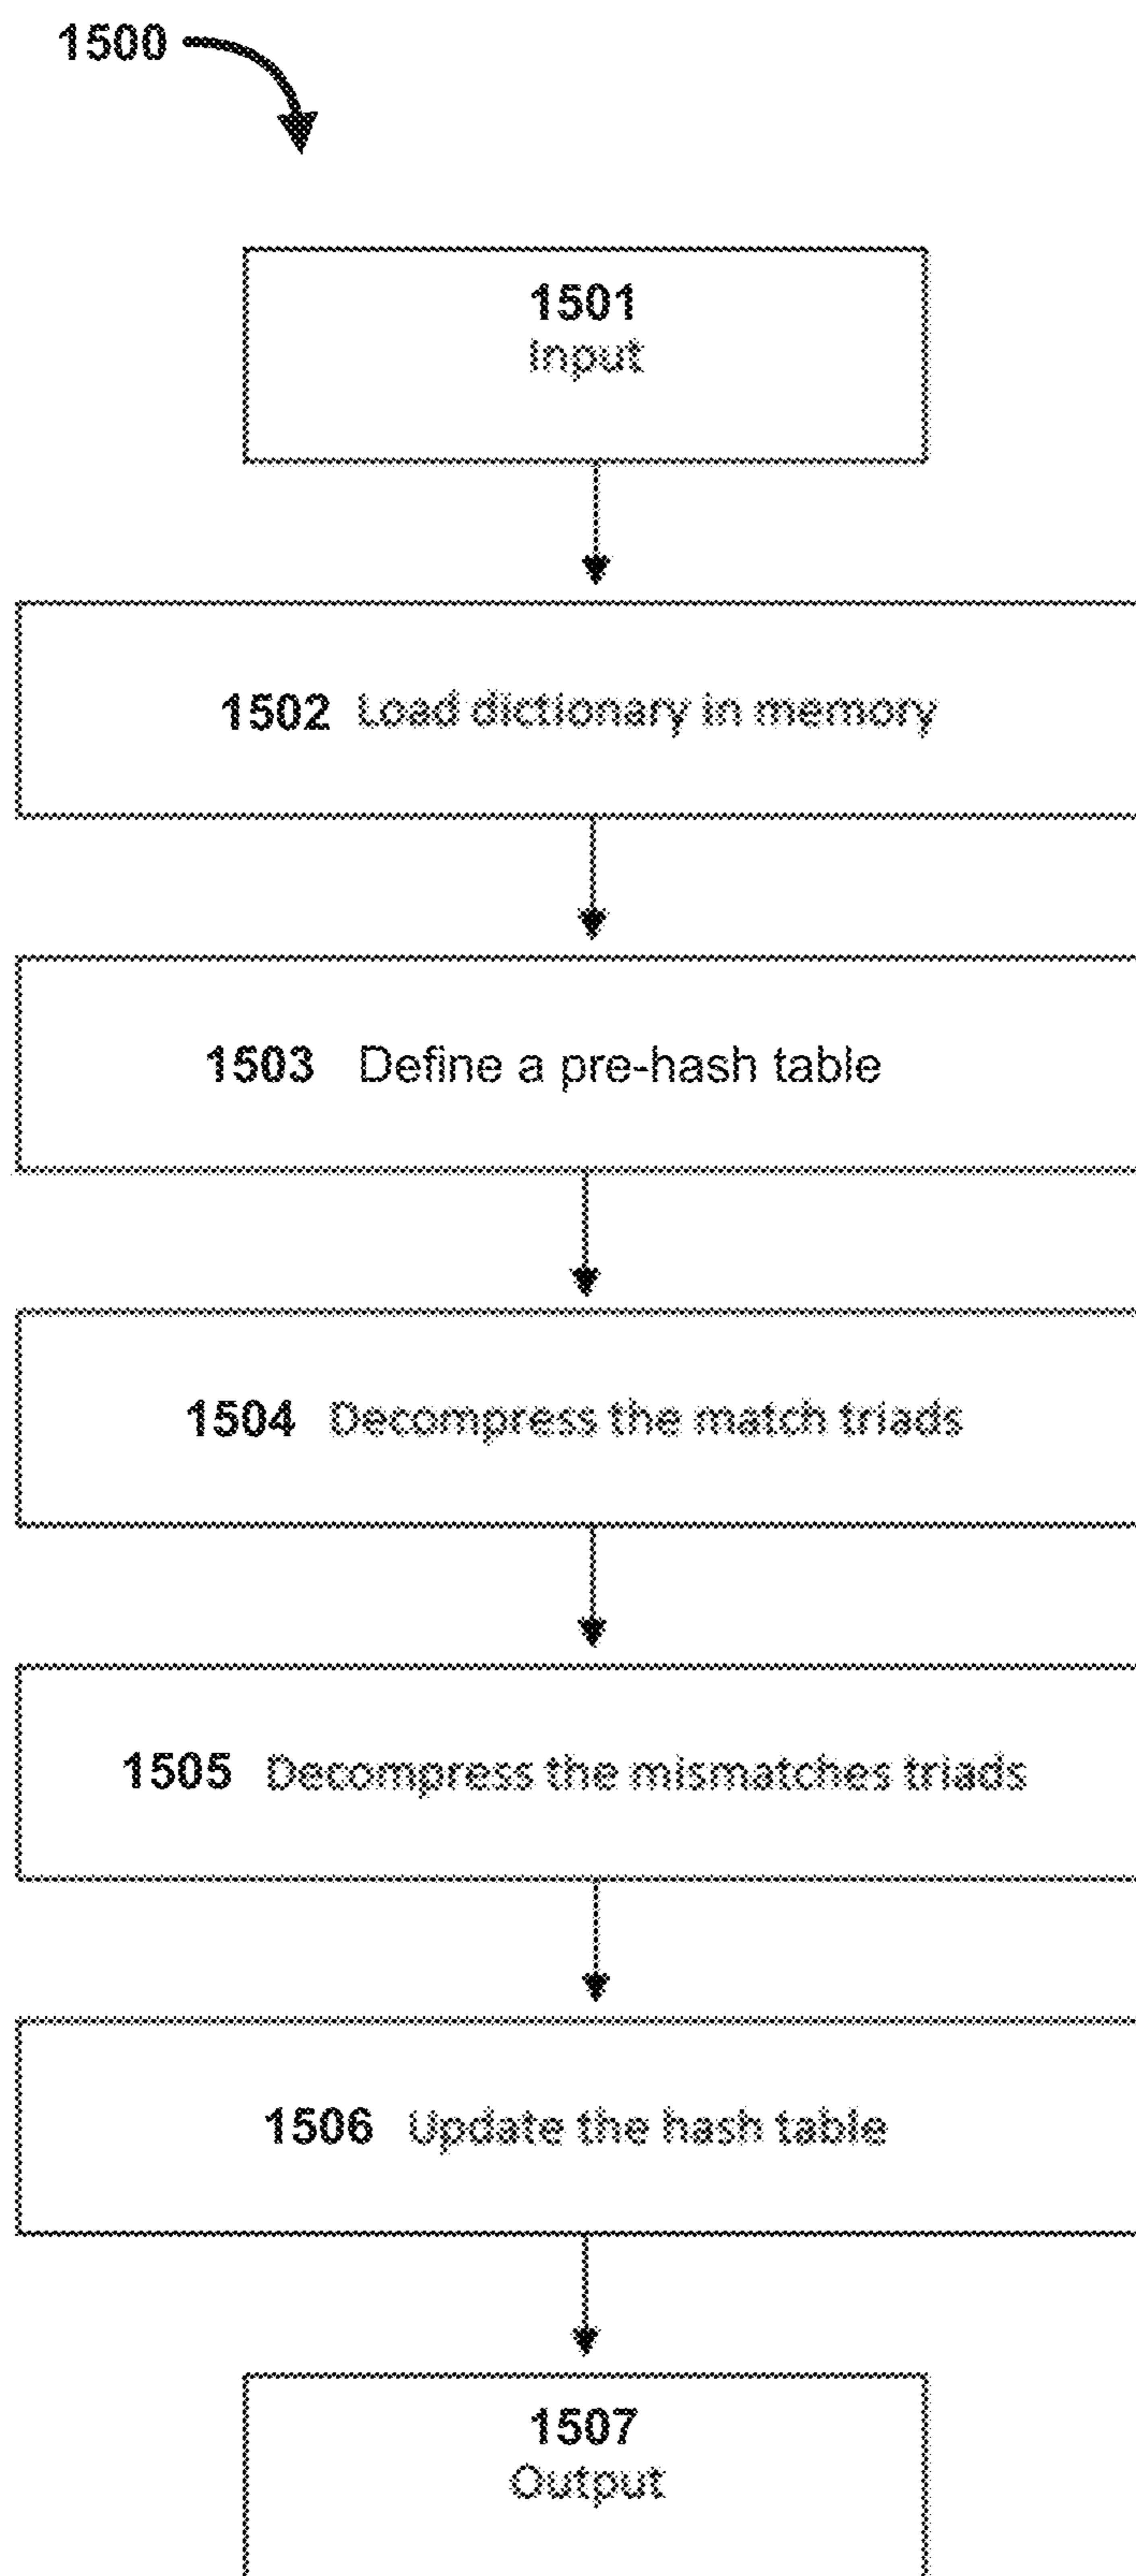 1500
1501
Input
1502 Load dictionary in memory
1503 Define a pre-hash table
1504 Decompress the match triads
1505 Decompress the mismatches triads
1506 Update the hash table
1507
Output